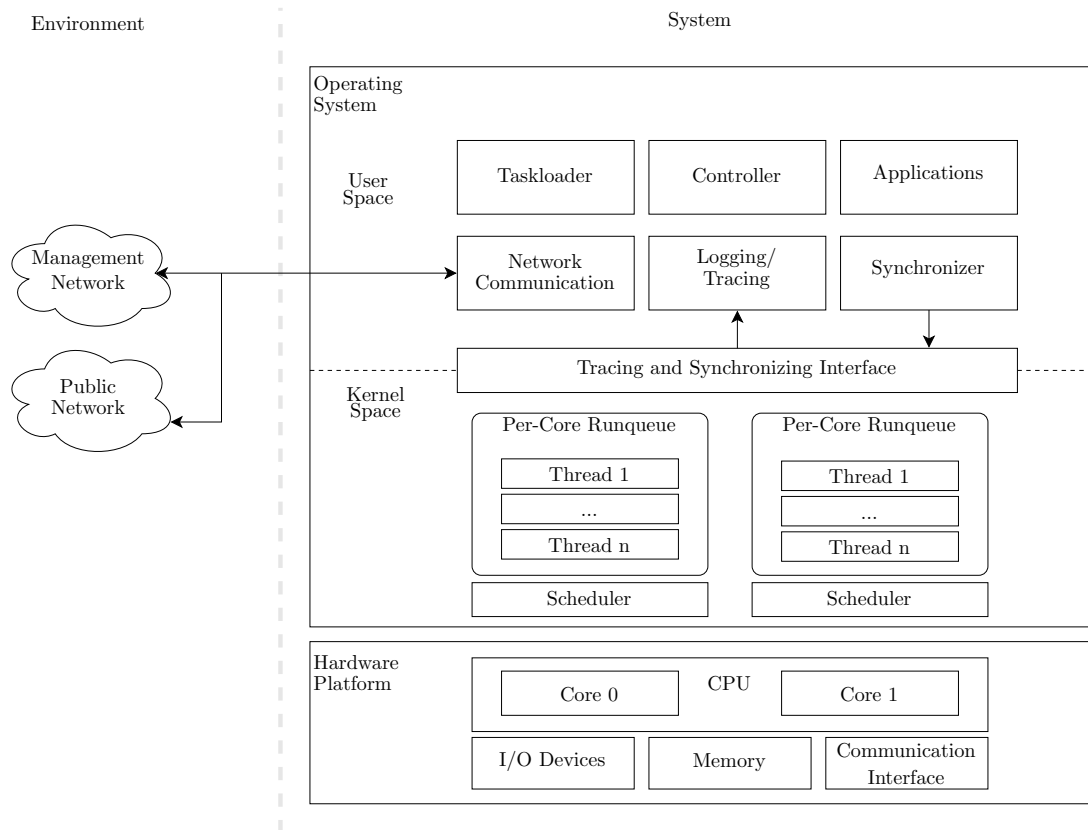 Environment
System
Operating
System
User
Space
Taskloader
Controller
Applications
Management
Network
Network
Communication
Logging/
Tracing
Synchronizer
Tracing and Synchronizing Interface
Public
Network
Kernel
Space
Per-Core Runqueue
Thread 1
...
Thread n
Scheduler
Per-Core Runqueue
Thread 1
...
Thread n
Scheduler
Hardware
Platform
Core 0
CPU
Core 1
I/O Devices
Memory
Communication
Interface